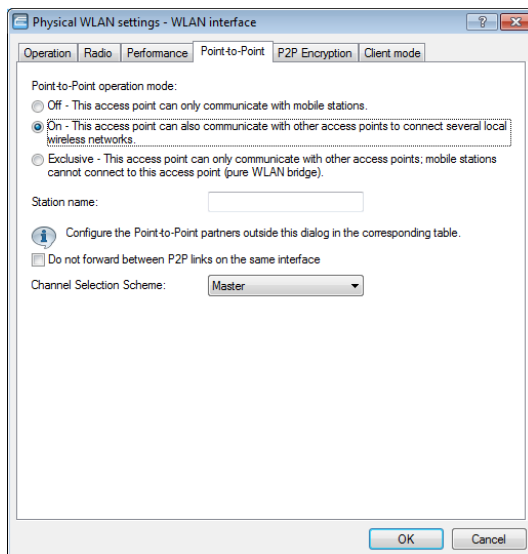 Physical WLAN settings - WLAN interface
Operation
Radio
Performance
Point-to-Point
P2P Encryption
Client mode
Point-to-Point operation mode:
Off - This access point can only communicate with mobile stations.
On - This access point can also communicate with other access points to connect several local
wireless networks.
Exclusive - This access point can only communicate with other access points; mobile stations
cannot connect to this access point (pure WLAN bridge).
Station name:
Configure the Point-to-Point partners outside this dialog in the corresponding table.
Do not forward between P2P links on the same interface
Channel Selection Scheme:
Master
OK
Cancel